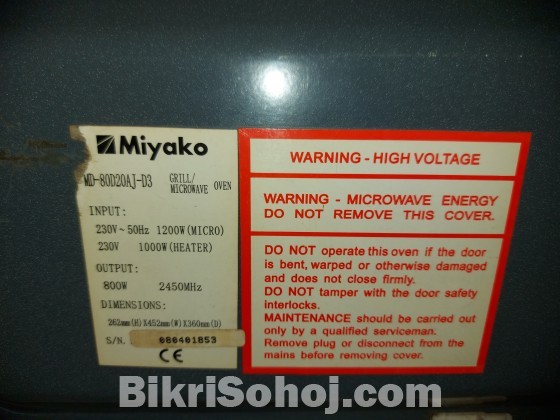 Miyako
MD-80D20AJ-D3 GRILL/
MICROWAVE OVEN
INPUT:
230V~50Hz 1200W(MICRO)
230V 1000W(HEATER)
OUTPUT:
800W 2450MHz
DIMENSIONS:
262mm(H)X452mm(W)X360mm(D)
S/N. 080401853
CE
WARNING - HIGH VOLTAGE
WARNING - MICROWAVE ENERGY
DO NOT REMOVE THIS COVER.
DO NOT operate this oven if the door
is bent, warped or otherwise damaged
and does not close firmly.
DO NOT tamper with the door safety
interlocks.
MAINTENANCE should be carried out
only by a qualified serviceman.
Remove plug or disconnect from the
mains before removing cover.
BikriSohoj.com